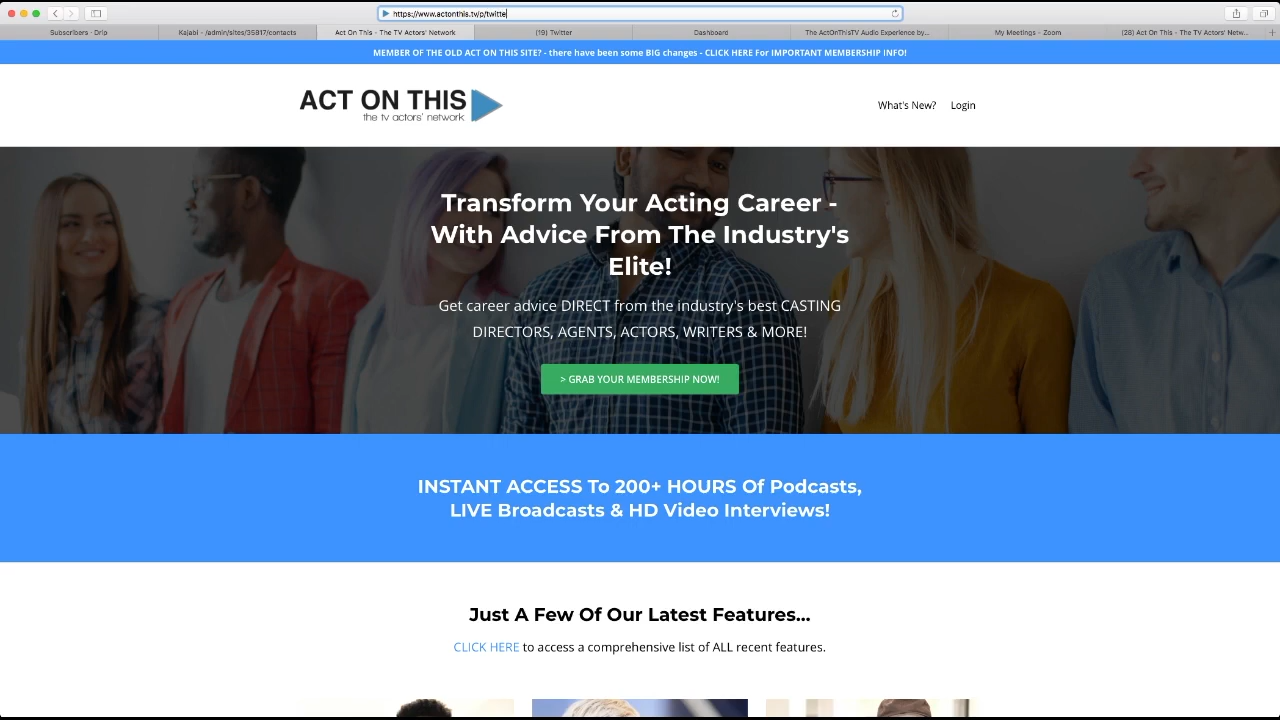 https://www.actonthis.tv/p/twitte
Subscribers - Drip
Kajabi - /admin/sites/35817/contacts
Act On This - The TV Actors' Network
(19) Twitter
Dashboard
The ActOnThisTV Audio Experience by...
My Meetings - Zoom
(28) Act On This - The TV Actors' Netw...
MEMBER OF THE OLD ACT ON THIS SITE? - there have been some BIG changes - CLICK HERE For IMPORTANT MEMBERSHIP INFO!
ACT ON THIS
the tv actors' network
What's New?
Login
Transform Your Acting Career -
With Advice From The Industry's
Elite!
Get career advice DIRECT from the industry's best CASTING
DIRECTORS, AGENTS, ACTORS, WRITERS & MORE!
> GRAB YOUR MEMBERSHIP NOW!
INSTANT ACCESS To 200+ HOURS Of Podcasts,
LIVE Broadcasts & HD Video Interviews!
Just A Few Of Our Latest Features...
CLICK HERE to access a comprehensive list of ALL recent features.